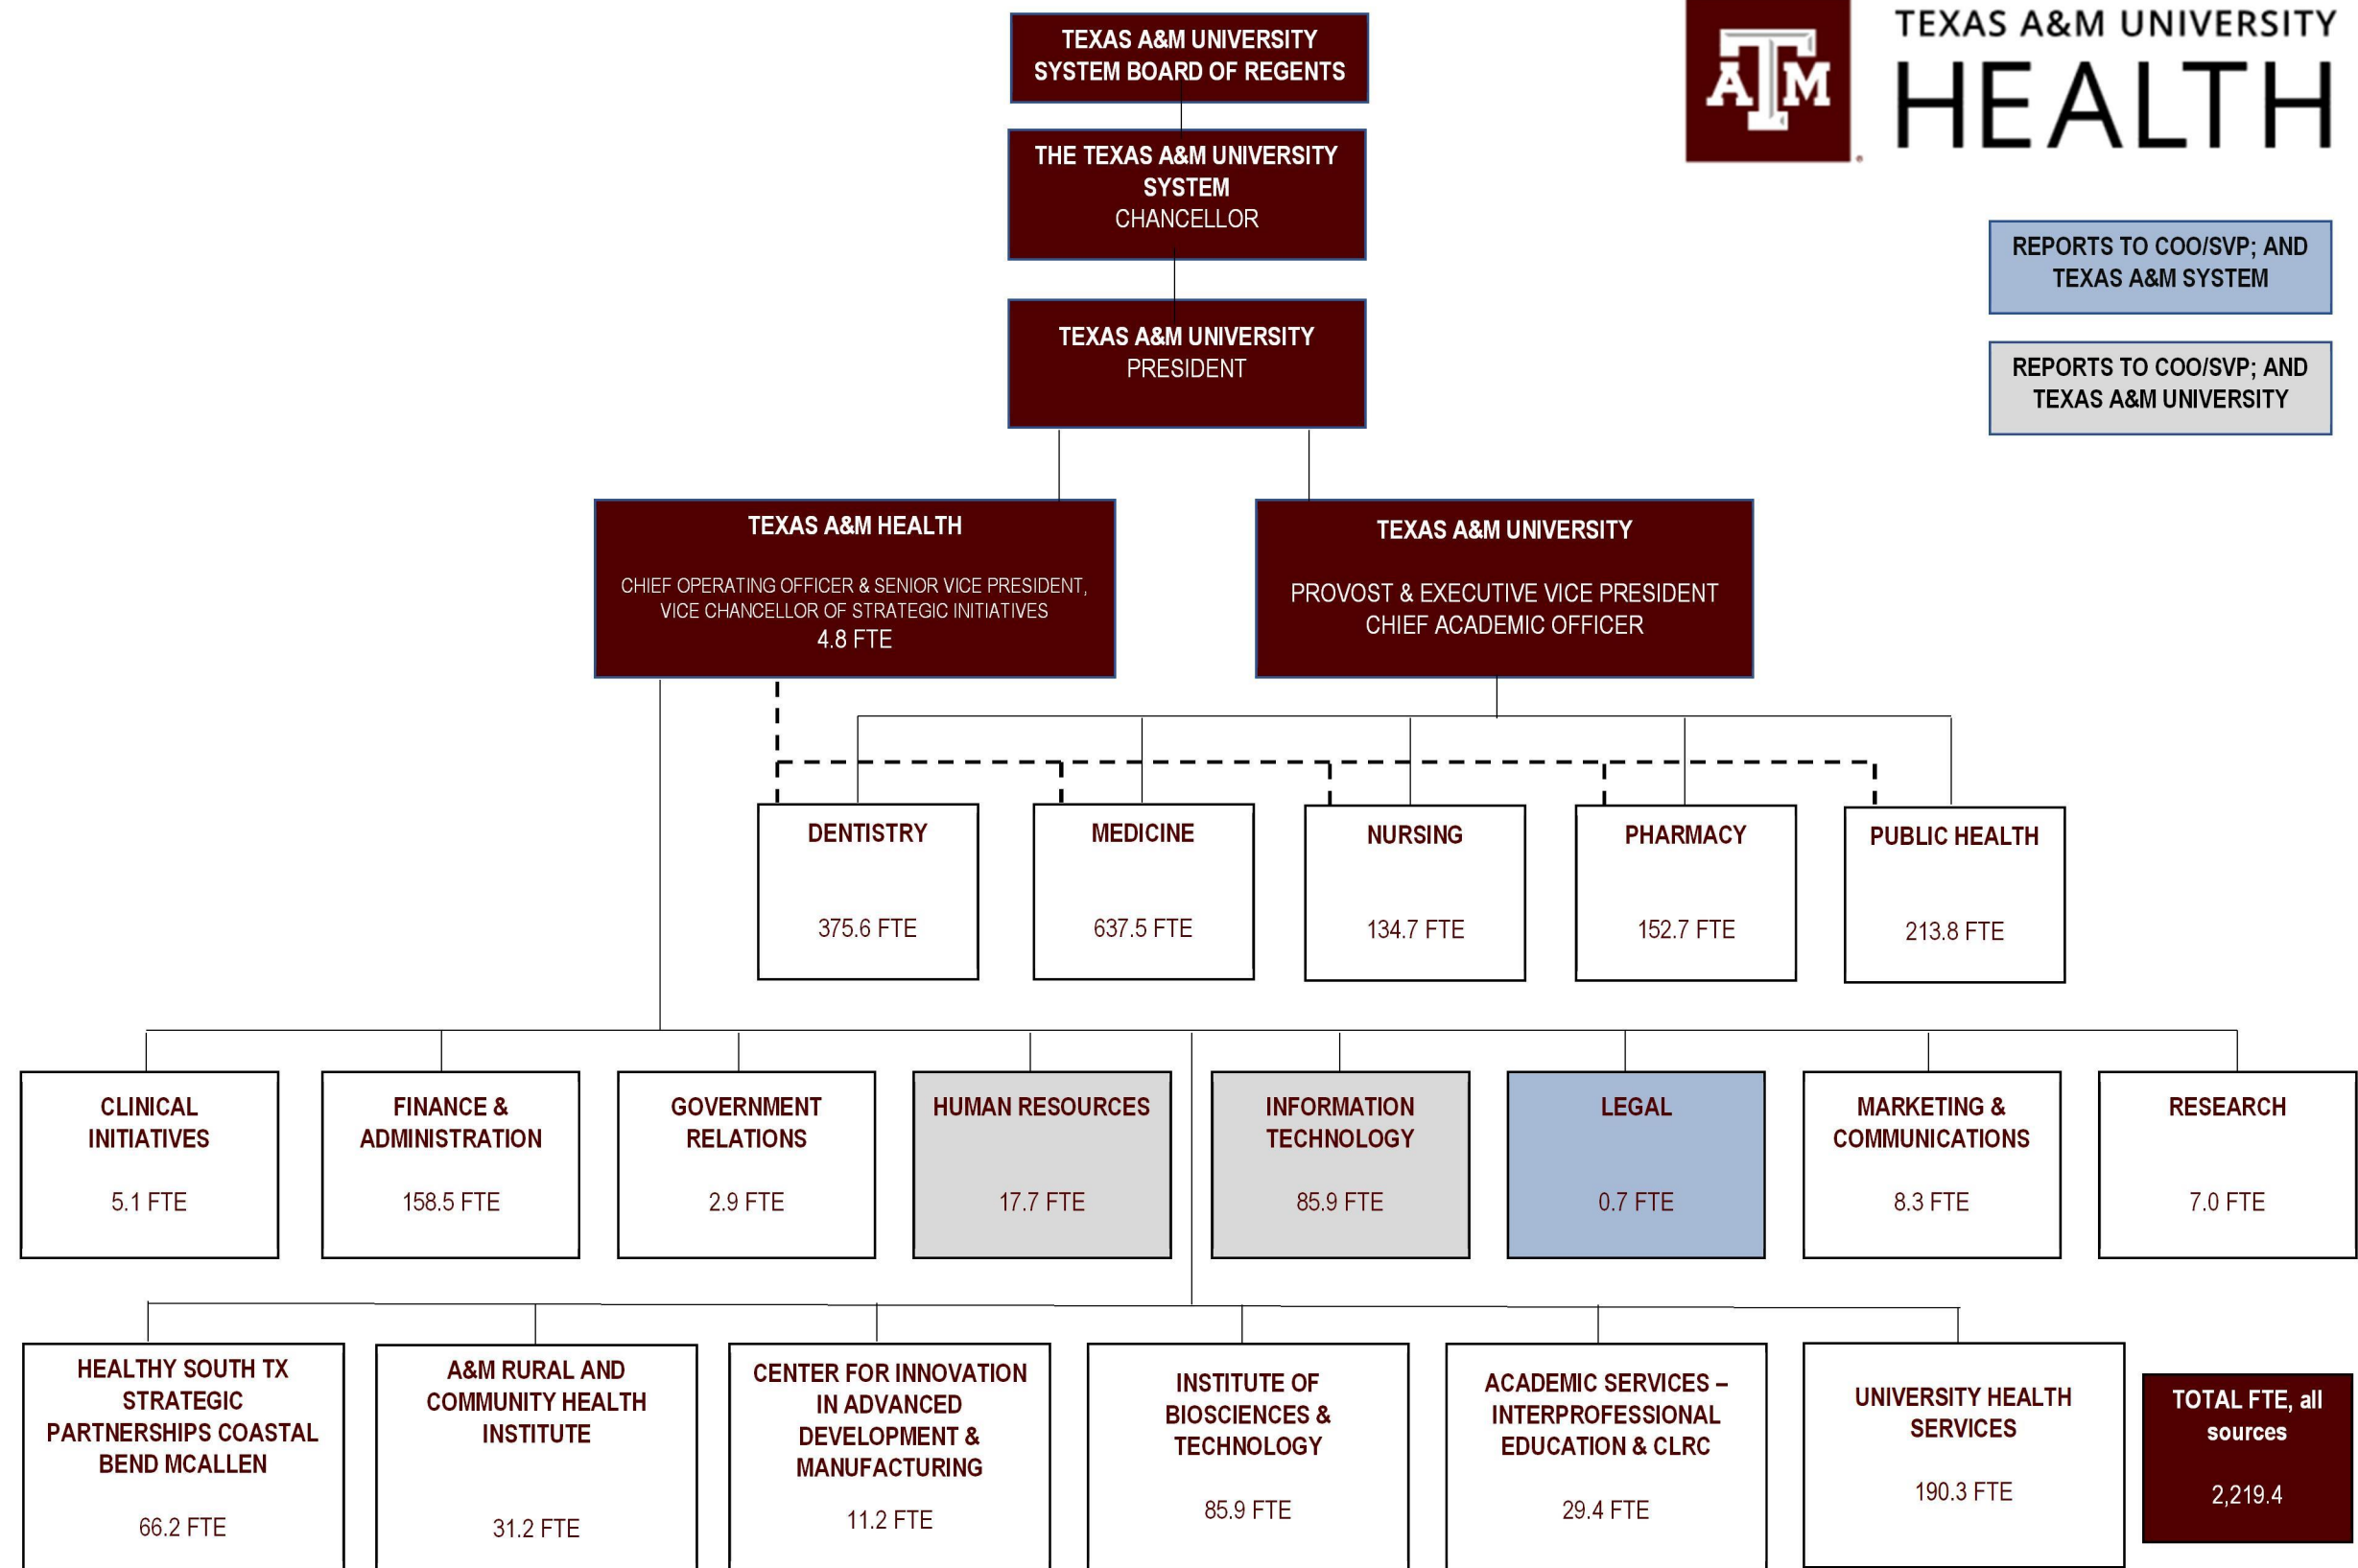 TEXAS A&M UNIVERSITY
SYSTEM BOARD OF REGENTS
ATM
TEXAS A&M UNIVERSITY
HEALTH
THE TEXAS A&M UNIVERSITY
SYSTEM
CHANCELLOR
REPORTS TO COO/SVP; AND
TEXAS A&M SYSTEM
TEXAS A&M UNIVERSITY
PRESIDENT
REPORTS TO COO/SVP; AND
TEXAS A&M UNIVERSITY
TEXAS A&M HEALTH
CHIEF OPERATING OFFICER & SENIOR VICE PRESIDENT,
VICE CHANCELLOR OF STRATEGIC INITIATIVES
4.8 FTE
TEXAS A&M UNIVERSITY
PROVOST & EXECUTIVE VICE PRESIDENT
CHIEF ACADEMIC OFFICER
DENTISTRY
375.6 FTE
MEDICINE
637.5 FTE
NURSING
134.7 FTE
PHARMACY
152.7 FTE
PUBLIC HEALTH
213.8 FTE
CLINICAL
INITIATIVES
5.1 FTE
FINANCE &
ADMINISTRATION
158.5 FTE
GOVERNMENT
RELATIONS
2.9 FTE
HUMAN RESOURCES
17.7 FTE
INFORMATION
TECHNOLOGY
85.9 FTE
LEGAL
0.7 FTE
MARKETING &
COMMUNICATIONS
8.3 FTE
RESEARCH
7.0 FTE
HEALTHY SOUTH TX
STRATEGIC
PARTNERSHIPS COASTAL
BEND MCALLEN
66.2 FTE
A&M RURAL AND
COMMUNITY HEALTH
INSTITUTE
31.2 FTE
CENTER FOR INNOVATION
IN ADVANCED
DEVELOPMENT &
MANUFACTURING
11.2 FTE
INSTITUTE OF
BIOSCIENCES &
TECHNOLOGY
85.9 FTE
ACADEMIC SERVICES –
INTERPROFESSIONAL
EDUCATION & CLRC
29.4 FTE
UNIVERSITY HEALTH
SERVICES
190.3 FTE
TOTAL FTE, all
sources
2,219.4